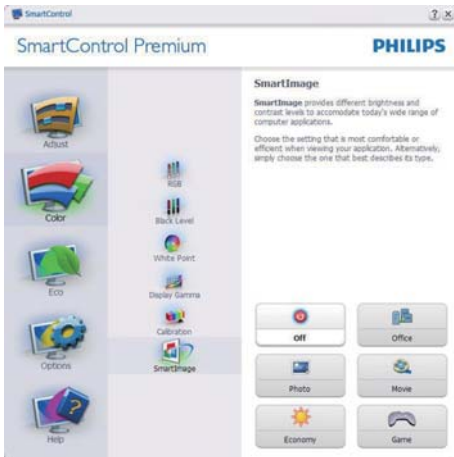 SmartControl
SmartControl Premium
PHILIPS
Adjust
Color
Eco
Options
Help
RGB
Black Level
White Point
Display Gamma
Calibration
SmartImage
SmartImage
SmartImage provides different brightness and
contrast levels to accomodate today's wide range of
computer applications.
Choose the setting that is most comfortable or
efficient when viewing your application. Alternatively,
simply choose the one that best describes its type.
Off
Office
Photo
Movie
Economy
Game